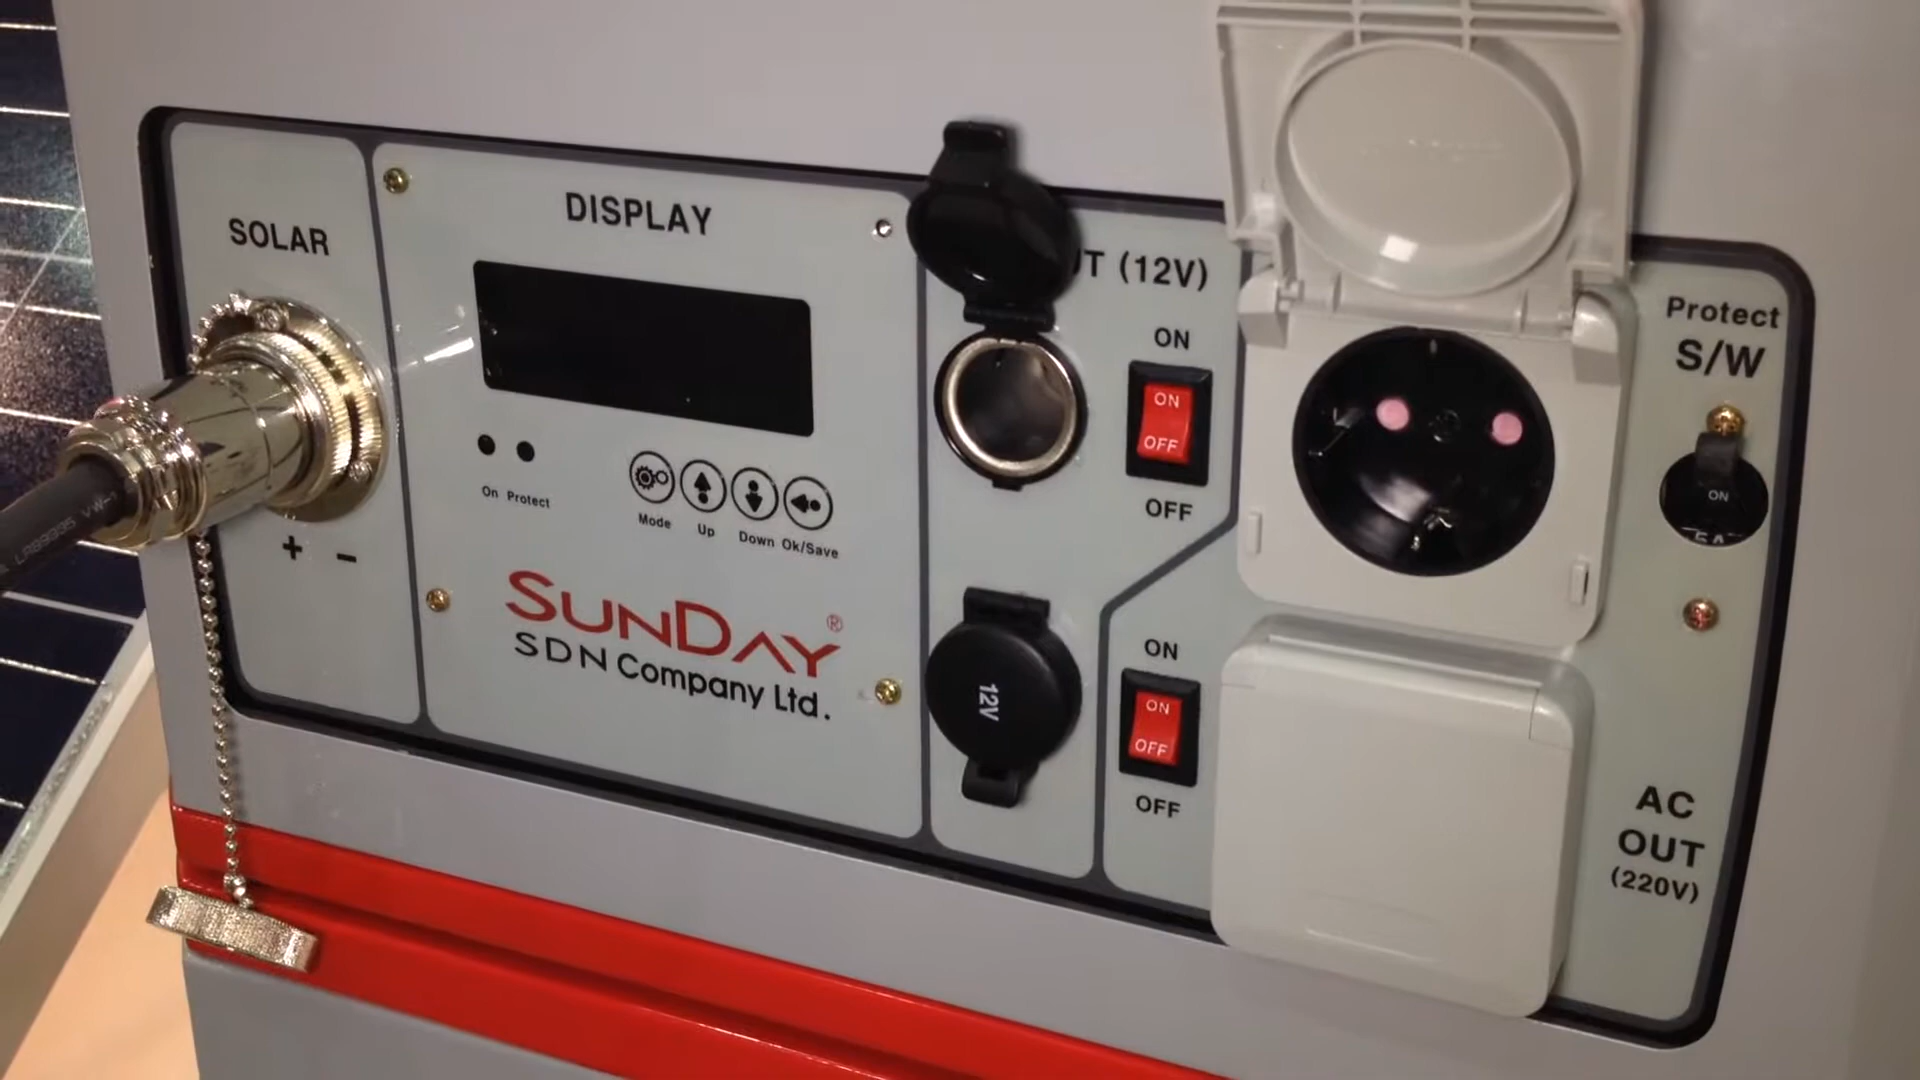 SOLAR
+ −
DISPLAY
On Protect
Mode Up Down Ok/Save
SUNDAY®
SDN Company Ltd.
T (12V)
ON
ON
OFF
OFF
12V
ON
ON
OFF
OFF
Protect
S/W
ON
5A
AC
OUT
(220V)